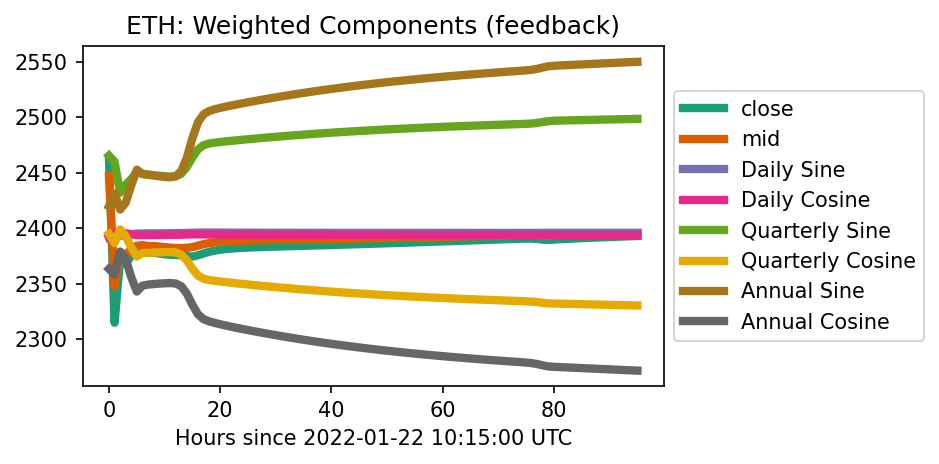 ETH: Weighted Components (feedback)
2550
2500
2450
2400
2350
2300
0 20 40 60 80
Hours since 2022-01-22 10:15:00 UTC
close
mid
Daily Sine
Daily Cosine
Quarterly Sine
Quarterly Cosine
Annual Sine
Annual Cosine